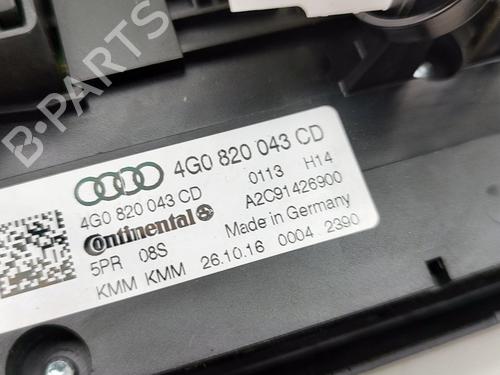 B-PARTS
4G0 820 043 CD
4G0 820 043 CD
0113 H14
Continental
A2C91426900
5PR 08S
Made in Germany
KMM KMM 26.10.16 0004 2390